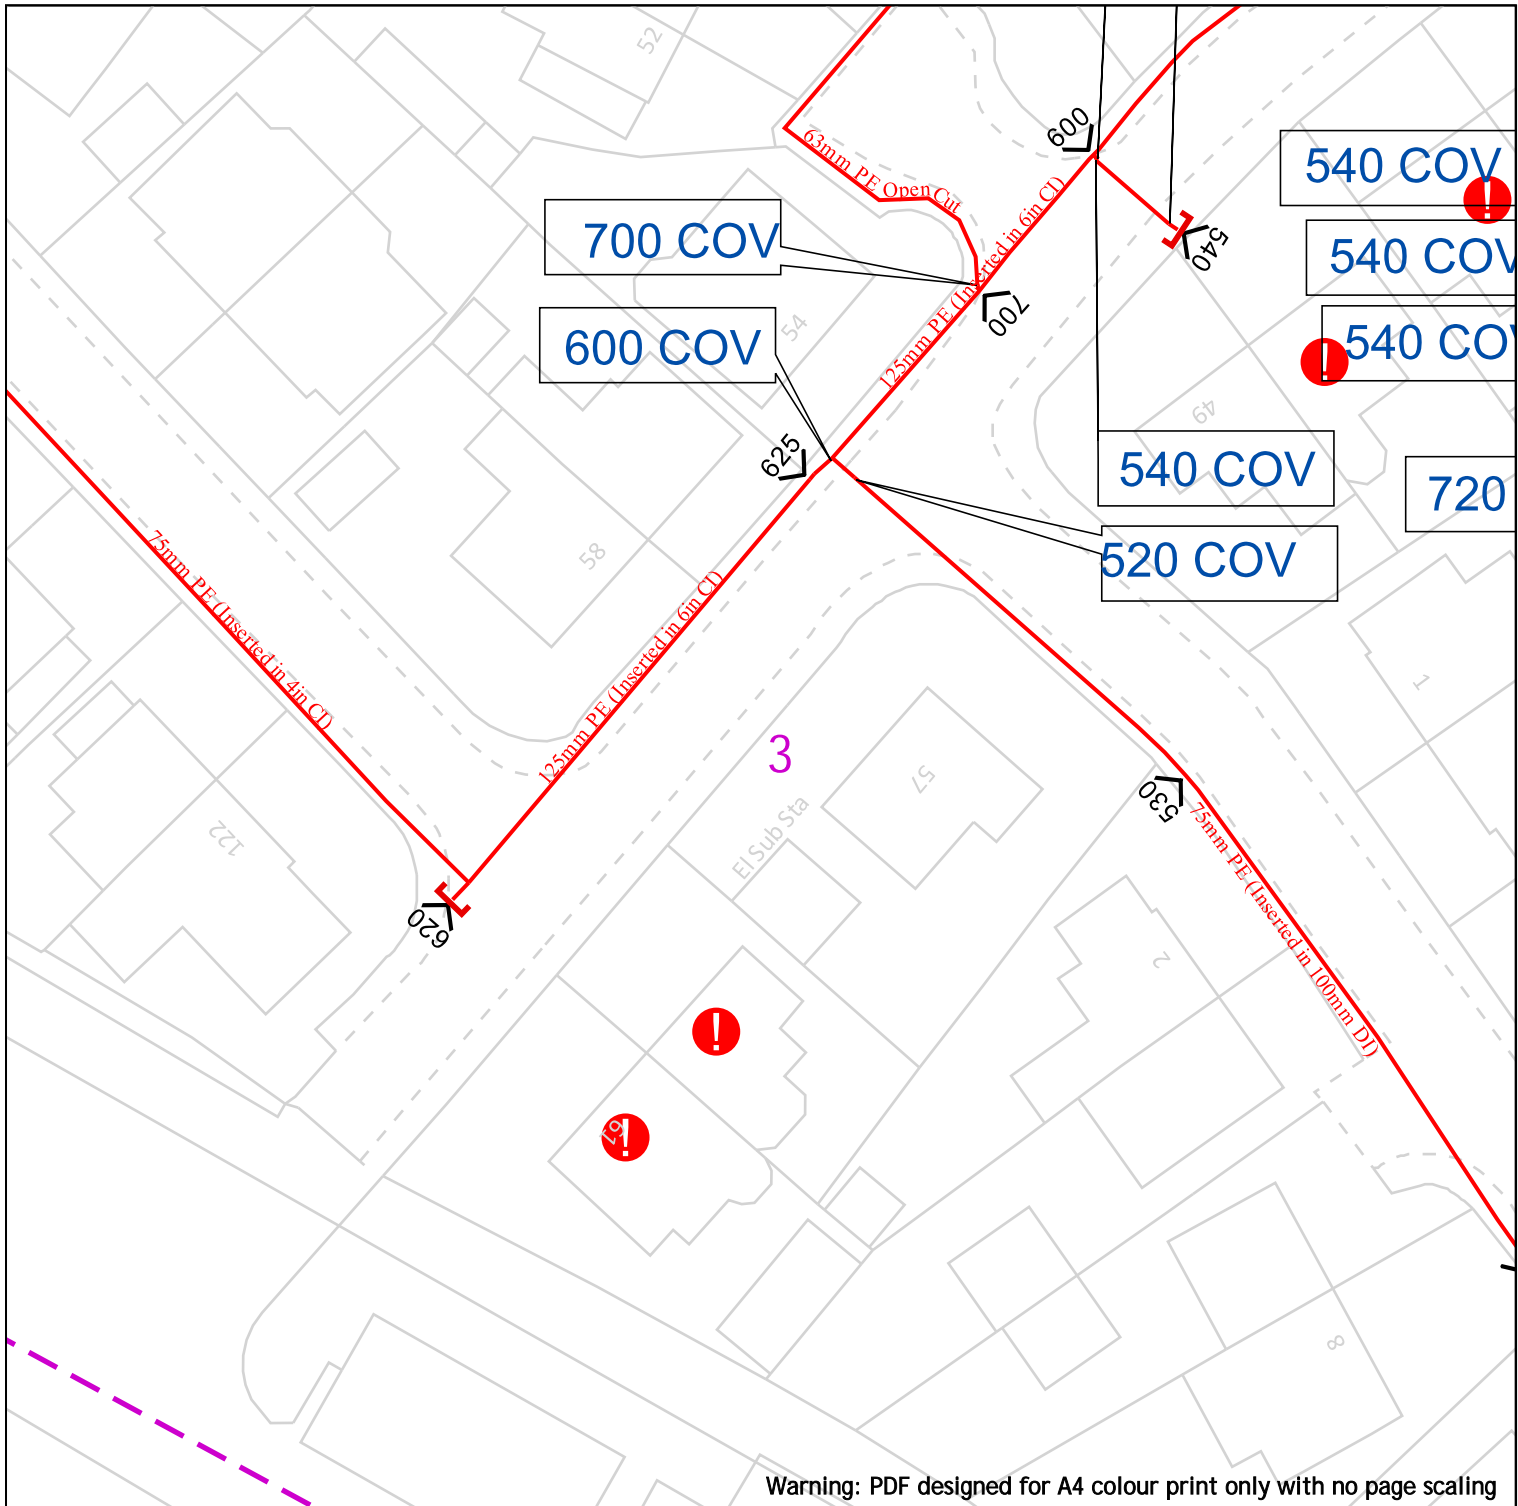 52
600
63mm PE Open Cut
540 COV
!
700 COV
125mm PE (Inserted in 6in CI)
540
540 COV
700
600 COV
54
540 COV
!
49
625
540 COV
720
520 COV
58
75mm PE (Inserted in 4in CI)
125mm PE (Inserted in 6in CI)
1
3
57
530
El Sub Sta
122
75mm PE (Inserted in 100mm DI)
620
2
!
61
!
8
Warning: PDF designed for A4 colour print only with no page scaling